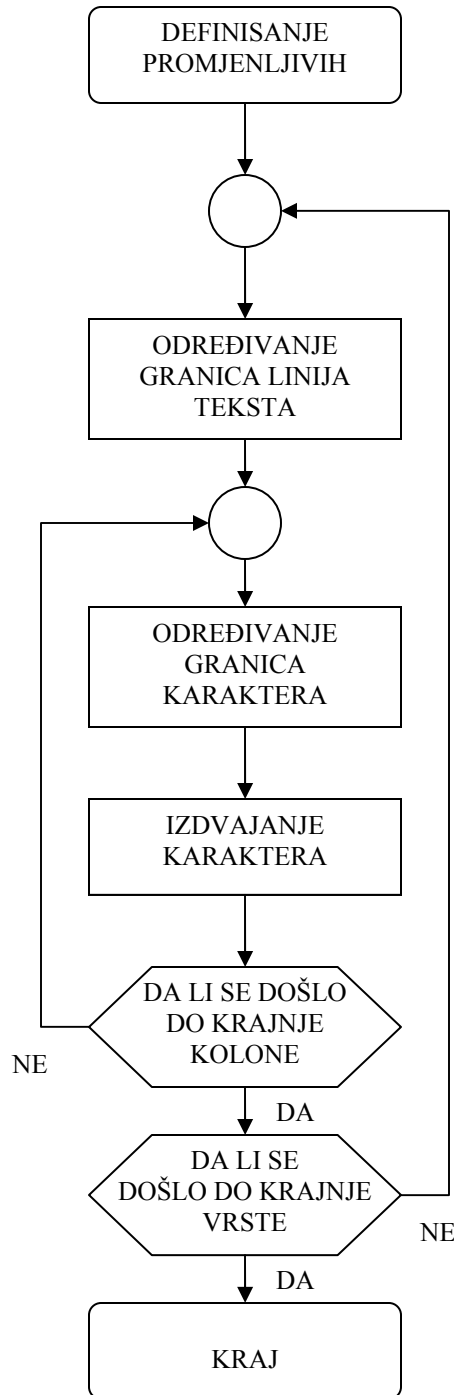 DEFINISANJE
PROMJENLJIVIH
ODREĐIVANJE
GRANICA LINIJA
TEKSTA
ODREĐIVANJE
GRANICA
KARAKTERA
IZDVAJANJE
KARAKTERA
DA LI SE DOŠLO
DO KRAJNJE
KOLONE
NE
DA
DA LI SE
DOŠLO DO KRAJNJE
VRSTE
NE
DA
KRAJ